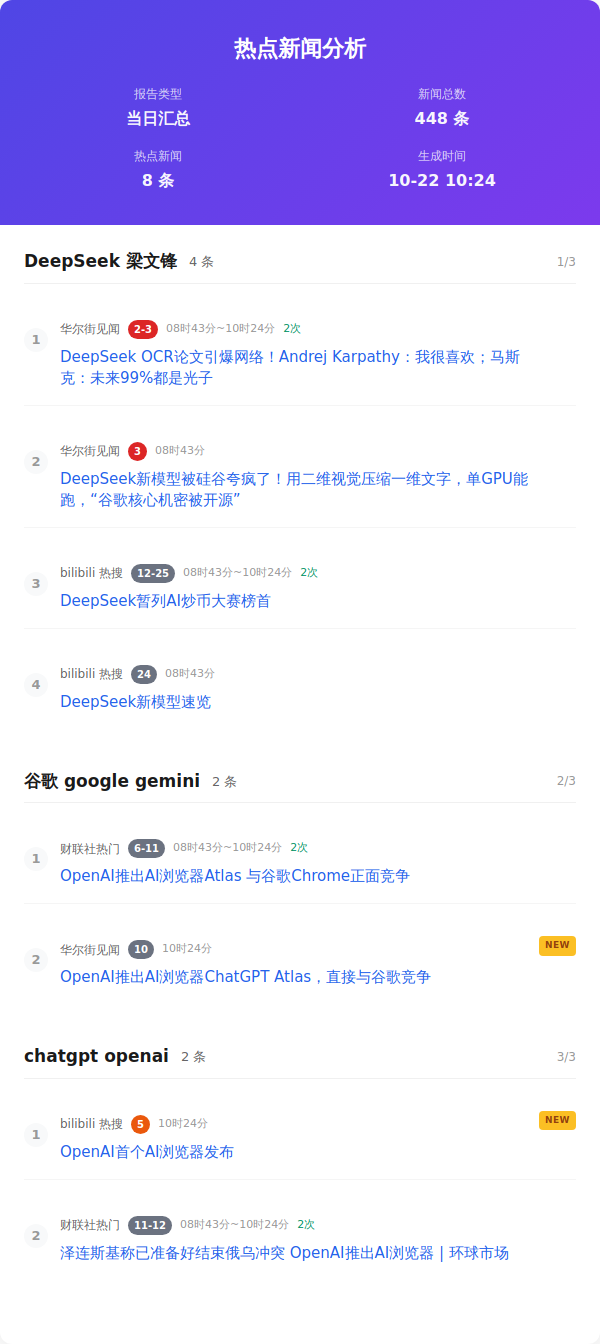 热点新闻分析
报告类型
当日汇总
新闻总数
448 条
热点新闻
8 条
生成时间
10-22 10:24
DeepSeek 梁文锋 4 条 1/3
1
华尔街见闻 2-3 08时43分~10时24分 2次
DeepSeek OCR论文引爆网络！Andrej Karpathy：我很喜欢；马斯
克：未来99%都是光子
2
华尔街见闻 3 08时43分
DeepSeek新模型被硅谷夸疯了！用二维视觉压缩一维文字，单GPU能
跑，“谷歌核心机密被开源”
3
bilibili 热搜 12-25 08时43分~10时24分 2次
DeepSeek暂列AI炒币大赛榜首
4
bilibili 热搜 24 08时43分
DeepSeek新模型速览
谷歌 google gemini 2 条 2/3
1
财联社热门 6-11 08时43分~10时24分 2次
OpenAI推出AI浏览器Atlas 与谷歌Chrome正面竞争
2
华尔街见闻 10 10时24分 NEW
OpenAI推出AI浏览器ChatGPT Atlas，直接与谷歌竞争
chatgpt openai 2 条 3/3
1
bilibili 热搜 5 10时24分 NEW
OpenAI首个AI浏览器发布
2
财联社热门 11-12 08时43分~10时24分 2次
泽连斯基称已准备好结束俄乌冲突 OpenAI推出AI浏览器 | 环球市场